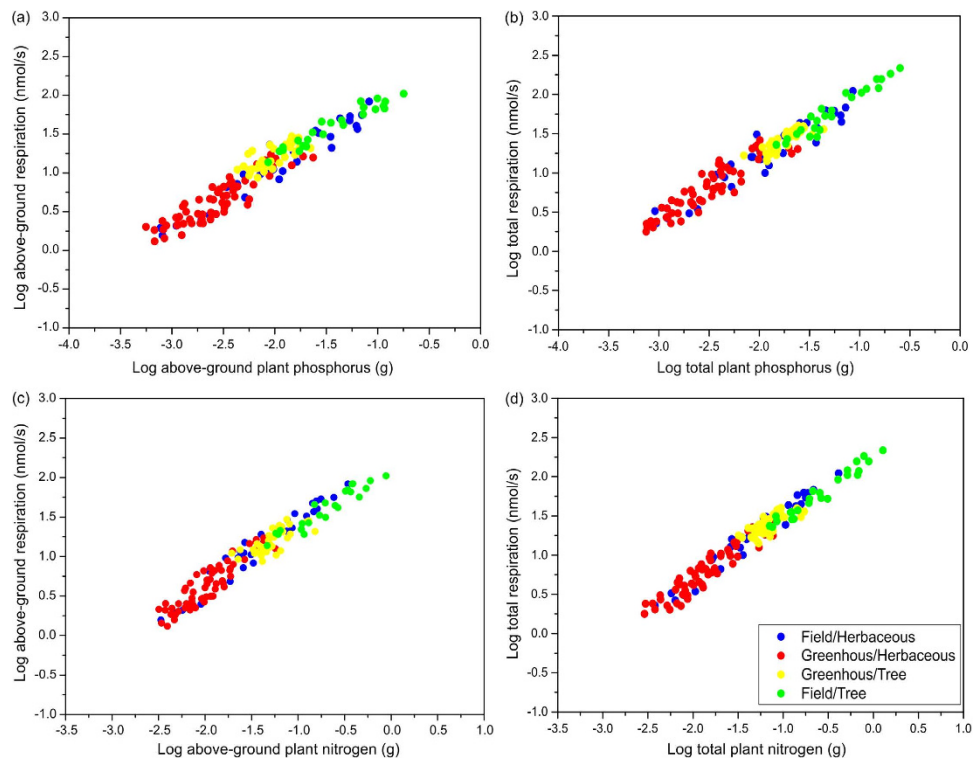 (a)
3.0
2.5
2.0
1.5
1.0
0.5
0.0
-0.5
-1.0
Log above-ground respiration (nmol/s)
-4.0 -3.5 -3.0 -2.5 -2.0 -1.5 -1.0 -0.5 0.0
Log above-ground plant phosphorus (g)
(b)
3.0
2.5
2.0
1.5
1.0
0.5
0.0
-0.5
-1.0
Log total respiration (nmol/s)
-4.0 -3.5 -3.0 -2.5 -2.0 -1.5 -1.0 -0.5 0.0
Log total plant phosphorus (g)
(c)
3.0
2.5
2.0
1.5
1.0
0.5
0.0
-0.5
-1.0
Log above-ground respiration (nmol/s)
-3.5 -3.0 -2.5 -2.0 -1.5 -1.0 -0.5 0.0 0.5 1.0
Log above-ground plant nitrogen (g)
(d)
3.0
2.5
2.0
1.5
1.0
0.5
0.0
-0.5
-1.0
Log total respiration (nmol/s)
-3.5 -3.0 -2.5 -2.0 -1.5 -1.0 -0.5 0.0 0.5 1.0
Log total plant nitrogen (g)
Field/Herbaceous
Greenhous/Herbaceous
Greenhous/Tree
Field/Tree